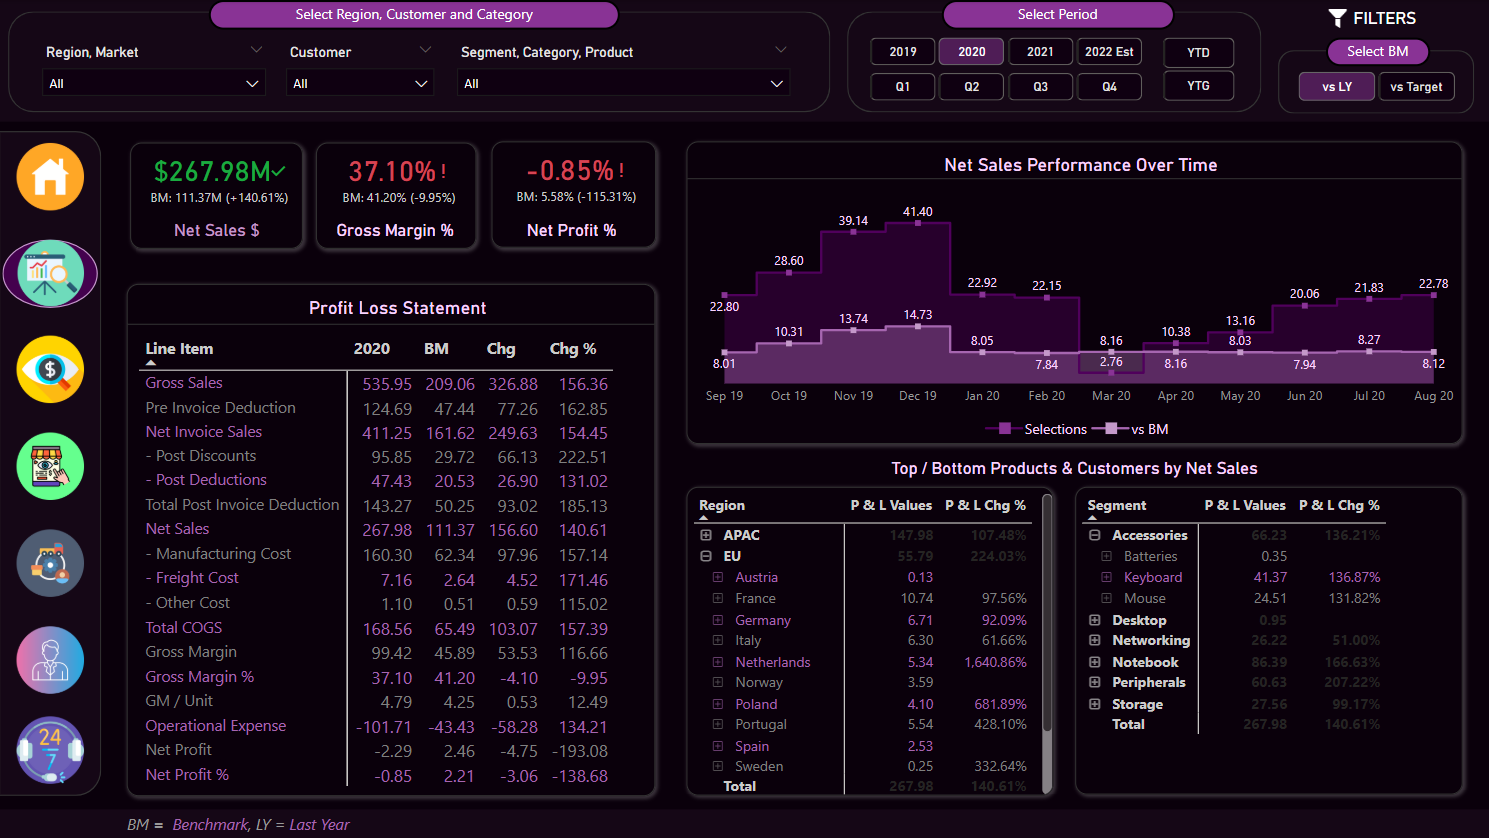 Select Region, Customer and Category
Select Period
FILTERS
Region, Market
Customer
Segment, Category, Product
All
All
All
2019 2020 2021 2022 Est YTD
Q1 Q2 Q3 Q4 YTG
Select BM
vs LY vs Target
$267.98M
BM: 111.37M (+140.61%)
Net Sales $
37.10%!
BM: 41.20% (-9.95%)
Gross Margin %
-0.85%!
BM: 5.58% (-115.31%)
Net Profit %
Profit Loss Statement
Line Item 2020 BM Chg Chg %
Gross Sales 535.95 209.06 326.88 156.36
Pre Invoice Deduction 124.69 47.44 77.26 162.85
Net Invoice Sales 411.25 161.62 249.63 154.45
- Post Discounts 95.85 29.72 66.13 222.51
- Post Deductions 47.43 20.53 26.90 131.02
Total Post Invoice Deduction 143.27 50.25 93.02 185.13
Net Sales 267.98 111.37 156.60 140.61
- Manufacturing Cost 160.30 62.34 97.96 157.14
- Freight Cost 7.16 2.64 4.52 171.46
- Other Cost 1.10 0.51 0.59 115.02
Total COGS 168.56 65.49 103.07 157.39
Gross Margin 99.42 45.89 53.53 116.66
Gross Margin % 37.10 41.20 -4.10 -9.95
GM / Unit 4.79 4.25 0.53 12.49
Operational Expense -101.71 -43.43 -58.28 134.21
Net Profit -2.29 2.46 -4.75 -193.08
Net Profit % -0.85 2.21 -3.06 -138.68
Net Sales Performance Over Time
22.80 28.60 39.14 41.40 22.92 22.15 2.76 10.38 13.16 20.06 21.83 22.78
8.01 10.31 13.74 14.73 8.05 7.84 8.16 8.16 8.03 7.94 8.27 8.12
Sep 19 Oct 19 Nov 19 Dec 19 Jan 20 Feb 20 Mar 20 Apr 20 May 20 Jun 20 Jul 20 Aug 20
Selections vs BM
Top / Bottom Products & Customers by Net Sales
Region P & L Values P & L Chg %
APAC 147.98 107.48%
EU 55.79 224.03%
Austria 0.13
France 10.74 97.56%
Germany 6.71 92.09%
Italy 6.30 61.66%
Netherlands 5.34 1,640.86%
Norway 3.59
Poland 4.10 681.89%
Portugal 5.54 428.10%
Spain 2.53
Sweden 0.25 332.64%
Total 267.98 140.61%
Segment P & L Values P & L Chg %
Accessories 66.23 136.21%
Batteries 0.35
Keyboard 41.37 136.87%
Mouse 24.51 131.82%
Desktop 0.95
Networking 26.22 51.00%
Notebook 86.39 166.63%
Peripherals 60.63 207.22%
Storage 27.56 99.17%
Total 267.98 140.61%
24
7
BM = Benchmark, LY = Last Year